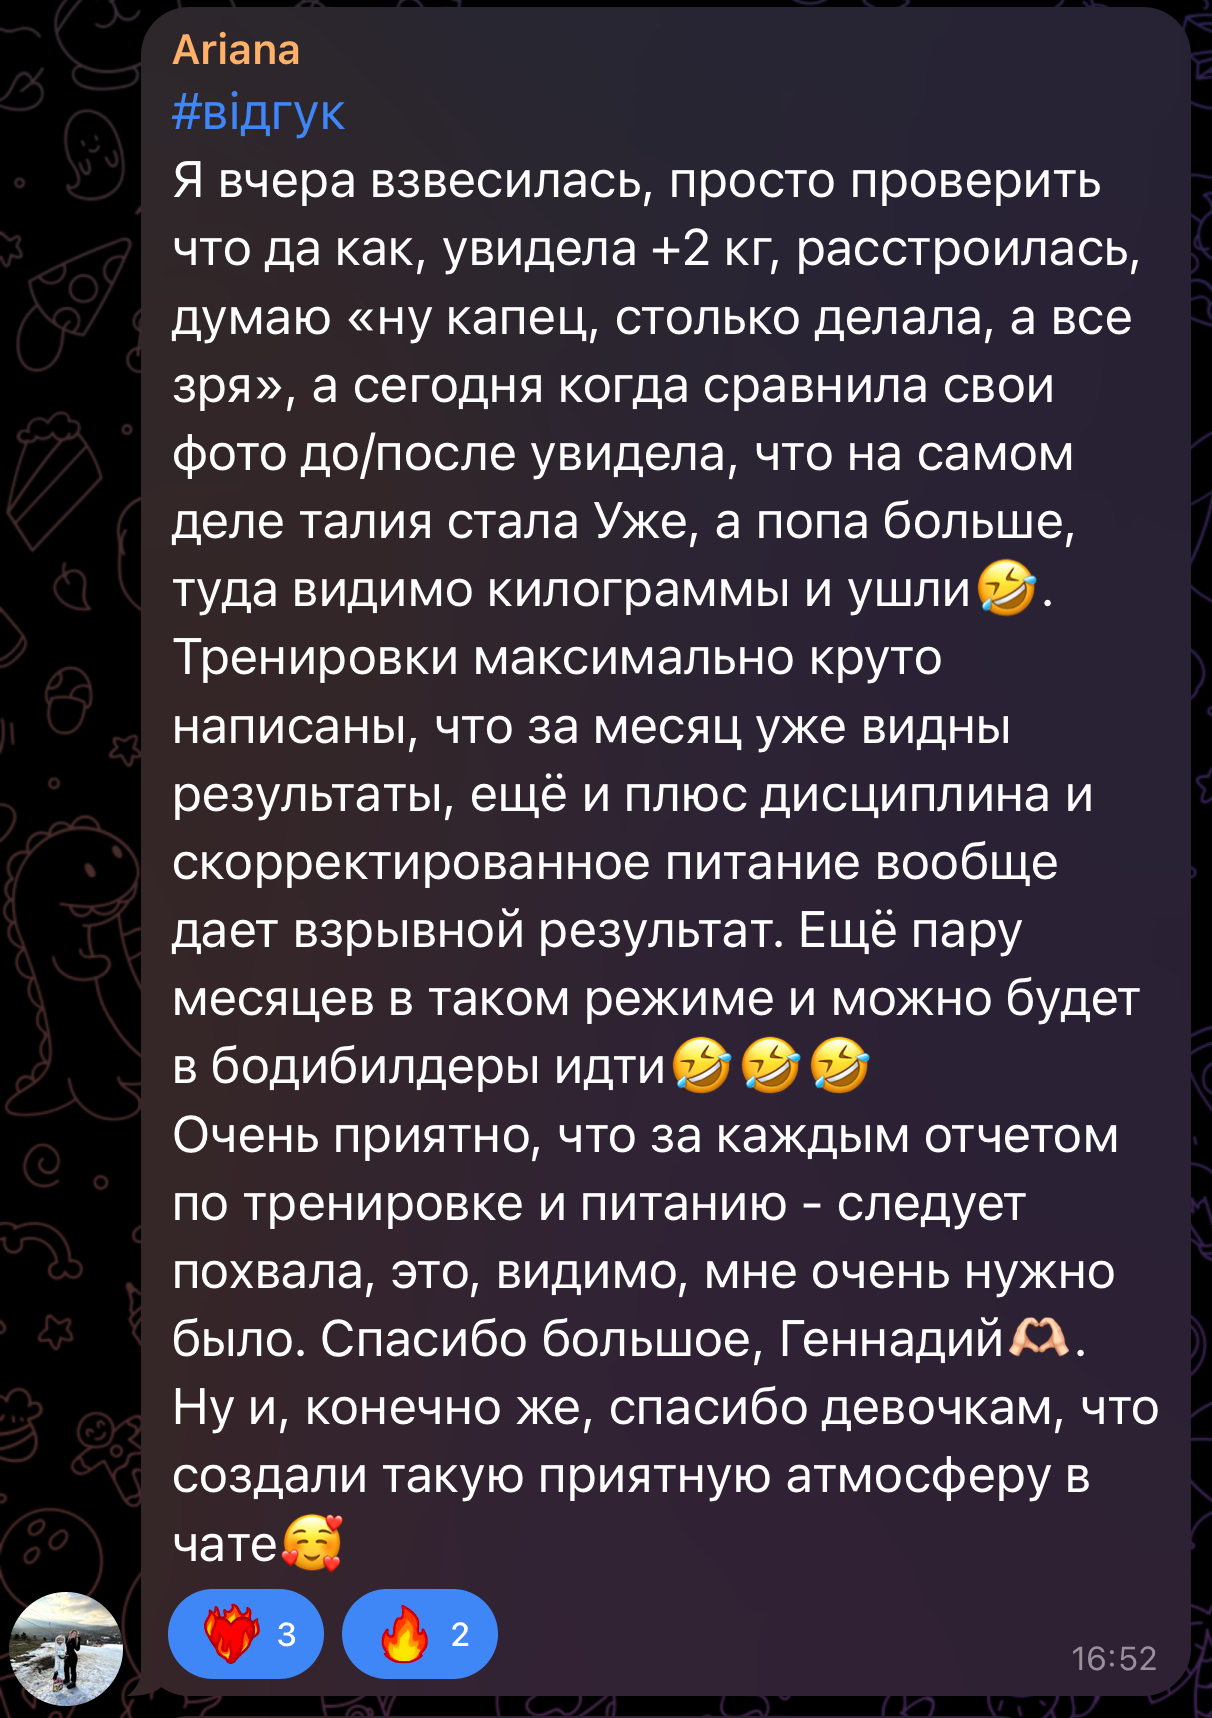 Ariana
#відгук
Я вчера взвесилась, просто проверить
что да как, увидела +2 кг, расстроилась,
думаю «ну капец, столько делала, а все
зря», а сегодня когда сравнила свои
фото до/после увидела, что на самом
деле талия стала Уже, а попа больше,
туда видимо килограммы и ушли🤣.
Тренировки максимально круто
написаны, что за месяц уже видны
результаты, ещё и плюс дисциплина и
скорректированное питание вообще
дает взрывной результат. Ещё пару
месяцев в таком режиме и можно будет
в бодибилдеры идти🤣🤣🤣
Очень приятно, что за каждым отчетом
по тренировке и питанию - следует
похвала, это, видимо, мне очень нужно
было. Спасибо большое, Геннадий🫶🏻.
Ну и, конечно же, спасибо девочкам, что
создали такую приятную атмосферу в
чате🥰
❤️‍🔥 3 🔥 2
16:52